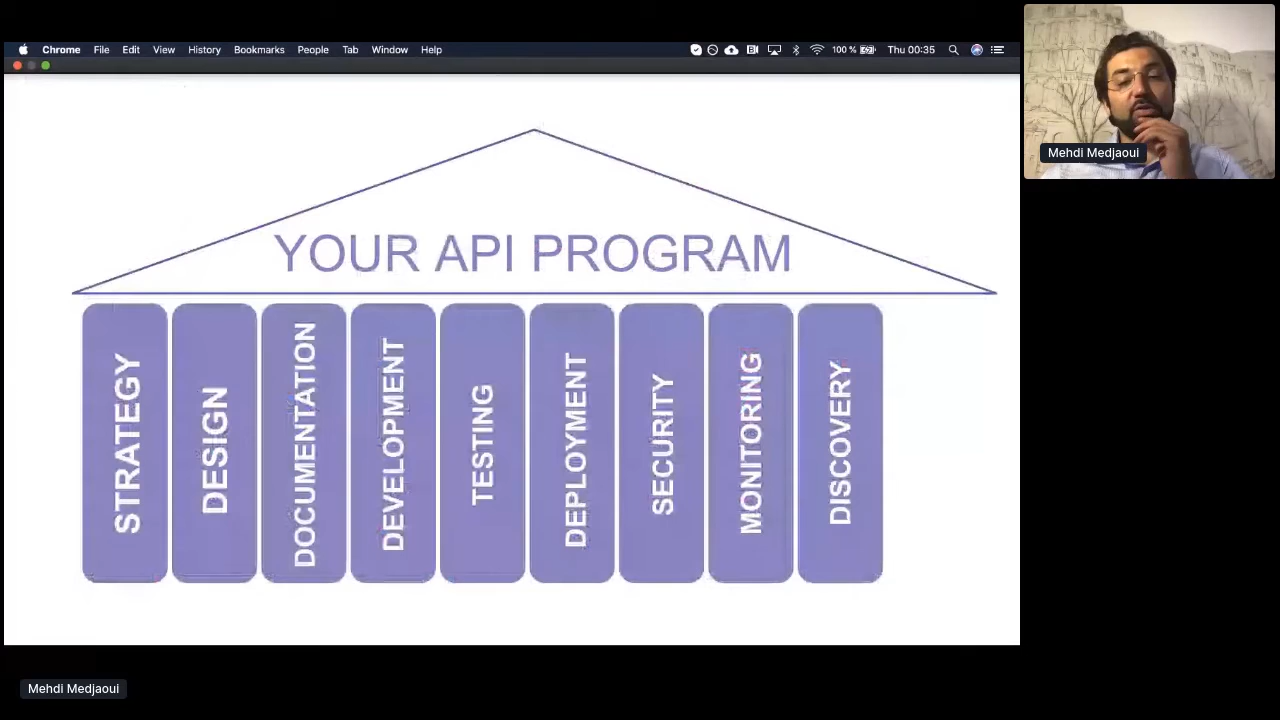 Chrome File Edit View History Bookmarks People Tab Window Help 100 % Thu 00:35
Mehdi Medjaoui
YOUR API PROGRAM
STRATEGY
DESIGN
DOCUMENTATION
DEVELOPMENT
TESTING
DEPLOYMENT
SECURITY
MONITORING
DISCOVERY
Mehdi Medjaoui